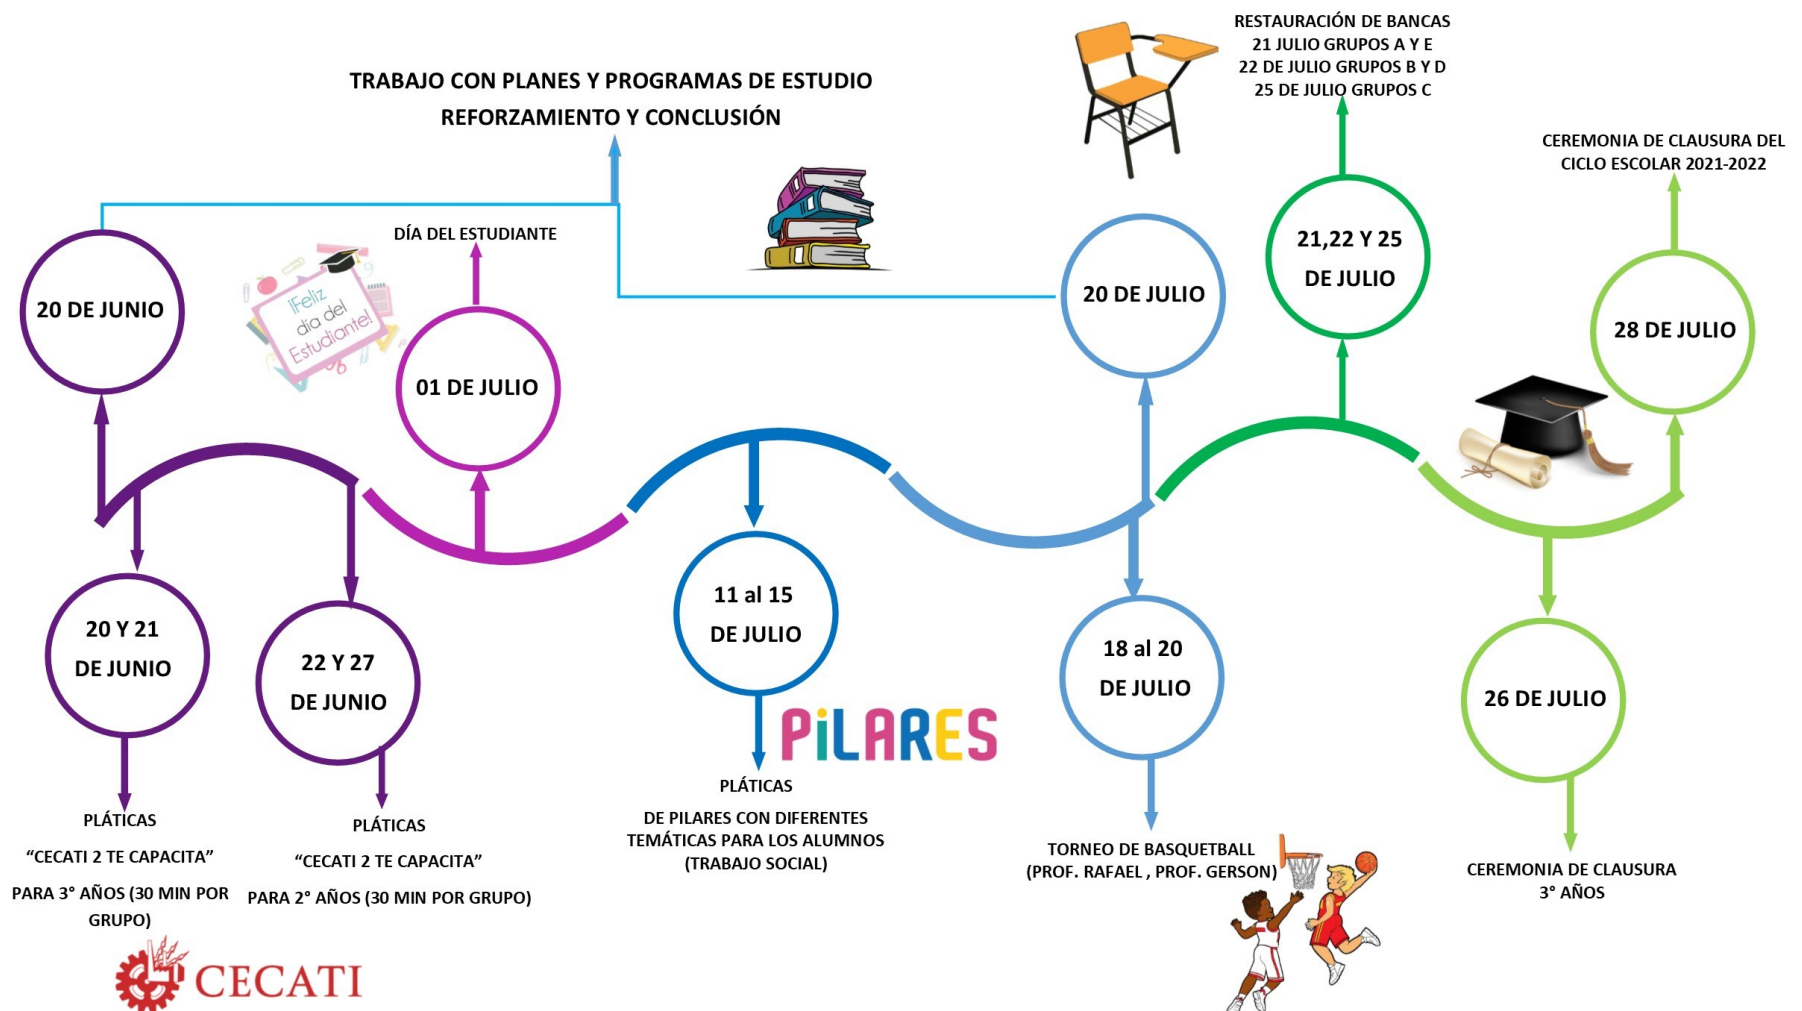 RESTAURACIÓN DE BANCAS
21 JULIO GRUPOS A Y E
22 DE JULIO GRUPOS B Y D
25 DE JULIO GRUPOS C
TRABAJO CON PLANES Y PROGRAMAS DE ESTUDIO
REFORZAMIENTO Y CONCLUSIÓN
CEREMONIA DE CLAUSURA DEL
CICLO ESCOLAR 2021-2022
DÍA DEL ESTUDIANTE
20 DE JUNIO
¡Feliz
día del
Estudiante!
01 DE JULIO
20 DE JULIO
21,22 Y 25
DE JULIO
28 DE JULIO
20 Y 21
DE JUNIO
22 Y 27
DE JUNIO
11 al 15
DE JULIO
18 al 20
DE JULIO
26 DE JULIO
PLÁTICAS
“CECATI 2 TE CAPACITA”
PARA 3° AÑOS (30 MIN POR
GRUPO)
CECATI
PLÁTICAS
“CECATI 2 TE CAPACITA”
PARA 2° AÑOS (30 MIN POR GRUPO)
PiLARES
PLÁTICAS
DE PILARES CON DIFERENTES
TEMÁTICAS PARA LOS ALUMNOS
(TRABAJO SOCIAL)
TORNEO DE BASQUETBALL
(PROF. RAFAEL , PROF. GERSON)
CEREMONIA DE CLAUSURA
3° AÑOS